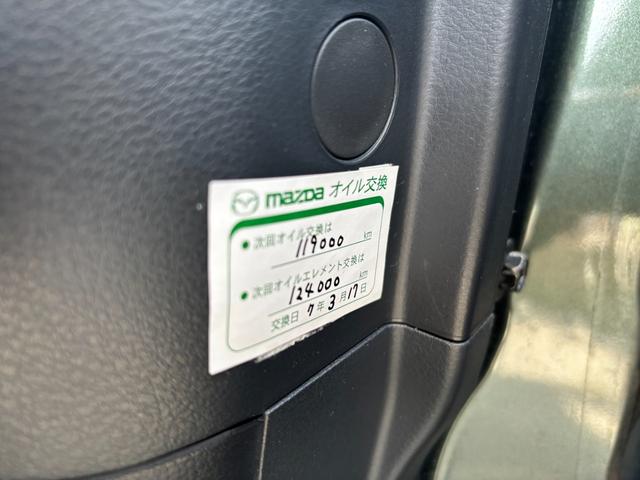 mazda オイル交換
● 次回オイル交換は
119000 km
● 次回オイルエレメント交換は
124000 km
交換日 7年3月17日